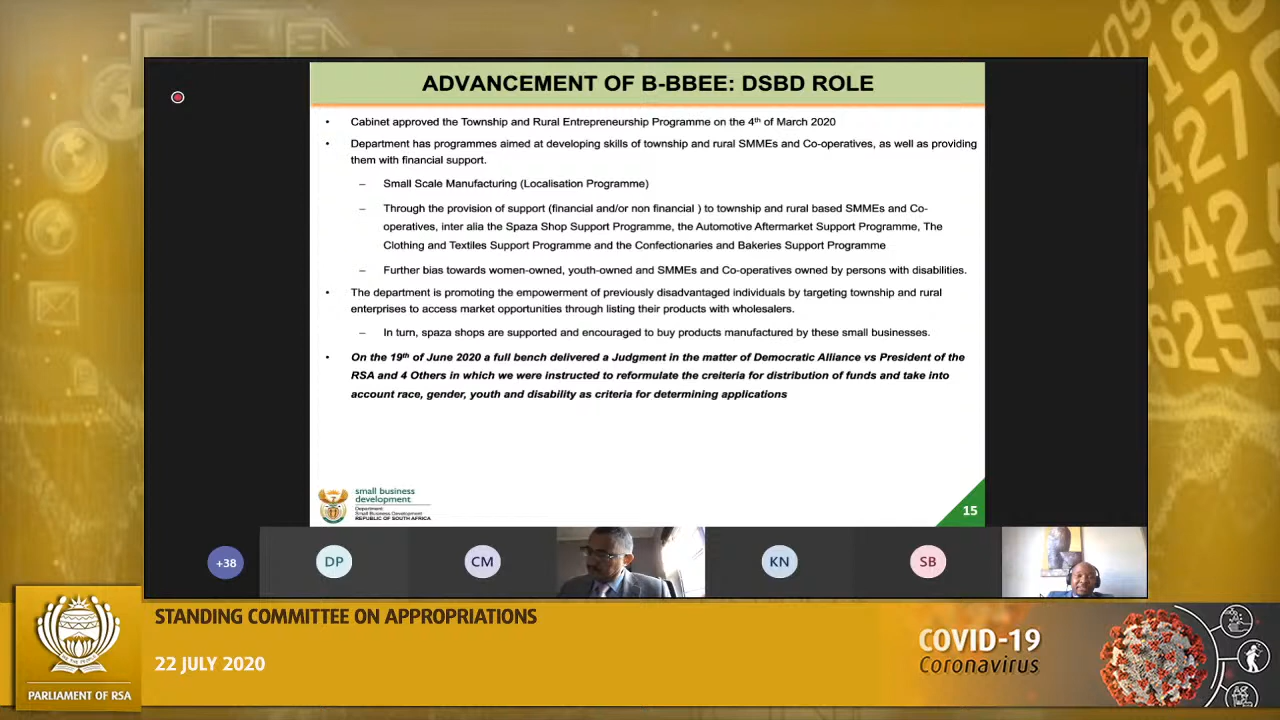 ADVANCEMENT OF B-BBEE: DSBD ROLE
• Cabinet approved the Township and Rural Entrepreneurship Programme on the 4th of March 2020
• Department has programmes aimed at developing skills of township and rural SMMEs and Co-operatives, as well as providing
them with financial support.
– Small Scale Manufacturing (Localisation Programme)
– Through the provision of support (financial and/or non financial ) to township and rural based SMMEs and Co-
operatives, inter alia the Spaza Shop Support Programme, the Automotive Aftermarket Support Programme, The
Clothing and Textiles Support Programme and the Confectionaries and Bakeries Support Programme
– Further bias towards women-owned, youth-owned and SMMEs and Co-operatives owned by persons with disabilities.
• The department is promoting the empowerment of previously disadvantaged individuals by targeting township and rural
enterprises to access market opportunities through listing their products with wholesalers.
– In turn, spaza shops are supported and encouraged to buy products manufactured by these small businesses.
• On the 19th of June 2020 a full bench delivered a Judgment in the matter of Democratic Alliance vs President of the
RSA and 4 Others in which we were instructed to reformulate the creiteria for distribution of funds and take into
account race, gender, youth and disability as criteria for determining applications
small business
development
Department:
Small Business Development
REPUBLIC OF SOUTH AFRICA
15
+38
DP
CM
KN
SB
STANDING COMMITTEE ON APPROPRIATIONS
22 JULY 2020
PARLIAMENT OF RSA
COVID-19
Coronavirus